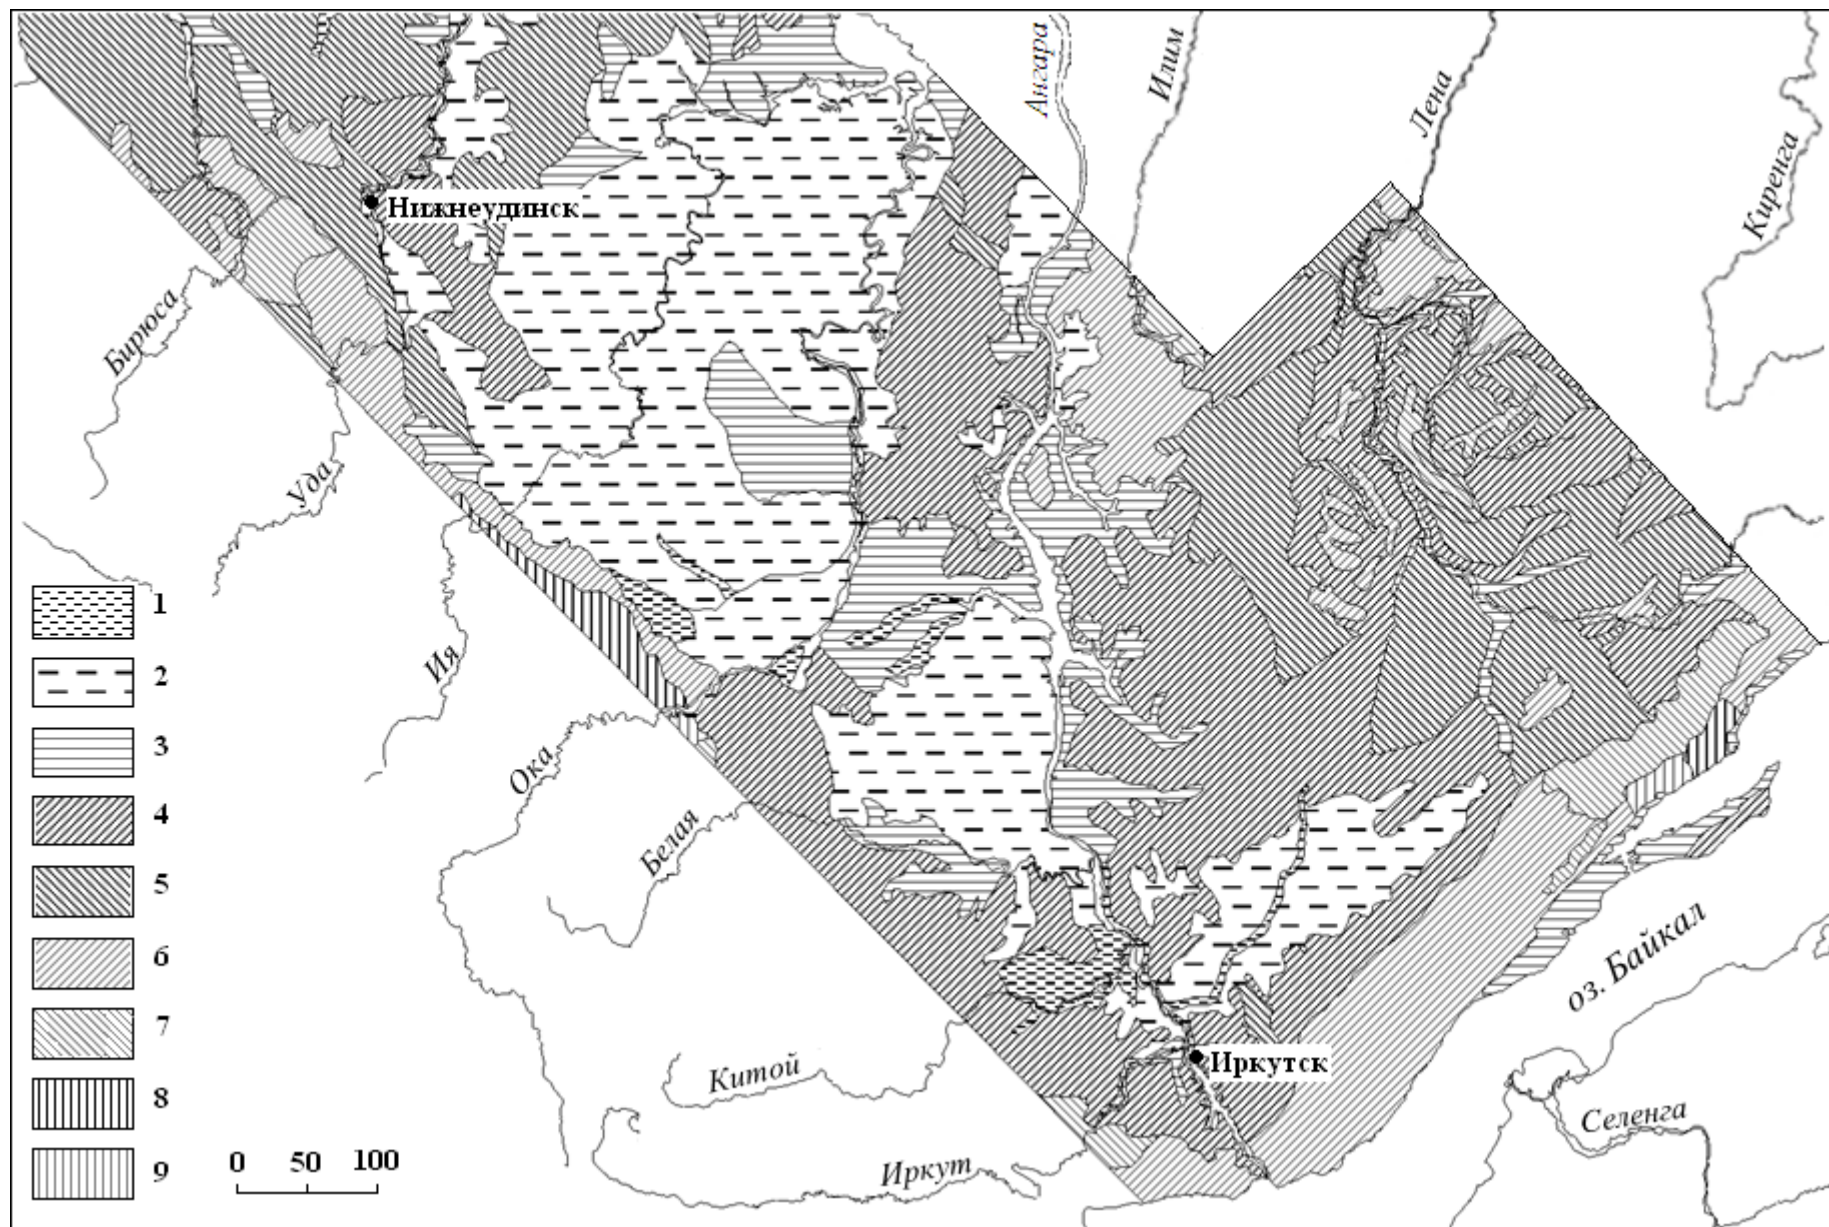 Ангара
Илим
Лена
Киренга
Нижнеудинск
Бирюса
Уда
Ия
Ока
Белая
оз. Байкал
Китой
Иркутск
Селенга
Иркут
1
2
3
4
5
6
7
8
9
0 50 100